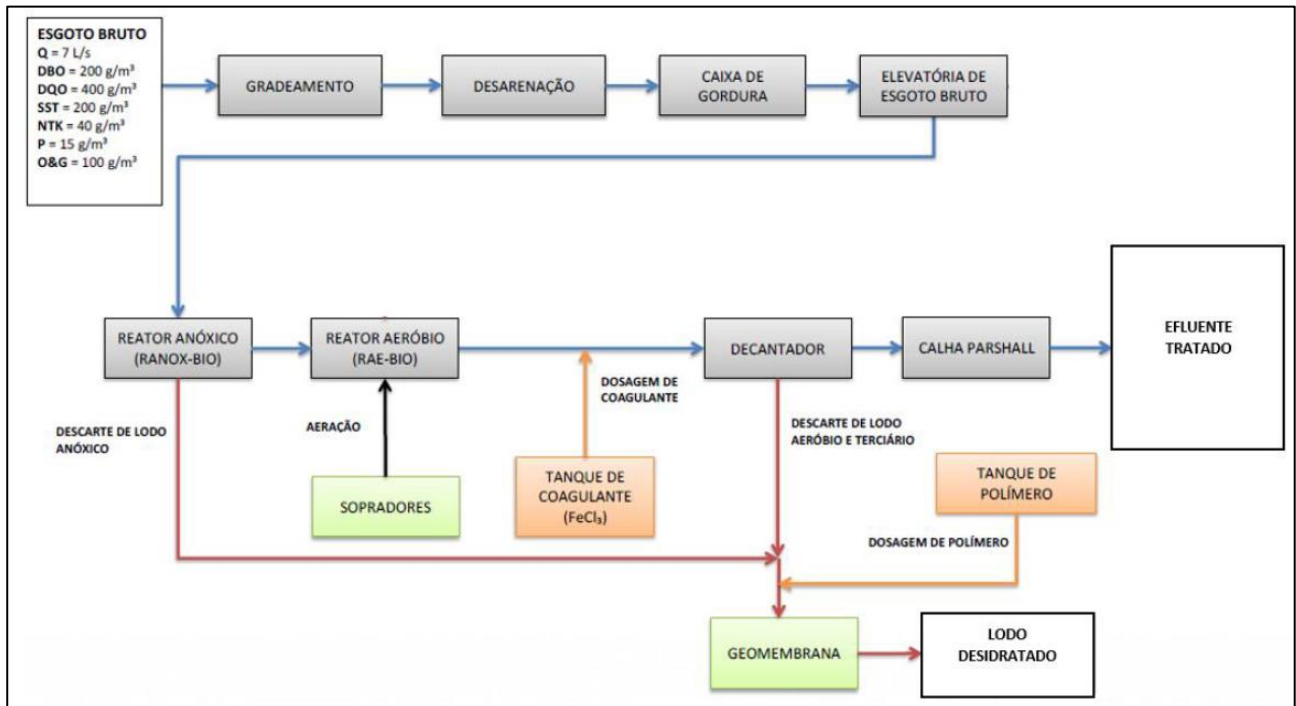 ESGOTO BRUTO
Q = 7 L/s
DBO = 200 g/m³
DQO = 400 g/m³
SST = 200 g/m³
NTK = 40 g/m³
P = 15 g/m³
O&G = 100 g/m³
GRADEAMENTO
DESARENAÇÃO
CAIXA DE
GORDURA
ELEVATÓRIA DE
ESGOTO BRUTO
REATOR ANÓXICO
(RANOX-BIO)
REATOR AERÓBIO
(RAE-BIO)
DECANTADOR
CALHA PARSHALL
EFLUENTE
TRATADO
DESCARTE DE LODO
ANÓXICO
AERAÇÃO
DOSAGEM DE
COAGULANTE
DESCARTE DE LODO
AERÓBIO E TERCIÁRIO
SOPRADORES
TANQUE DE
COAGULANTE
(FeCl₃)
TANQUE DE
POLÍMERO
DOSAGEM DE POLÍMERO
GEOMEMBRANA
LODO
DESIDRATADO